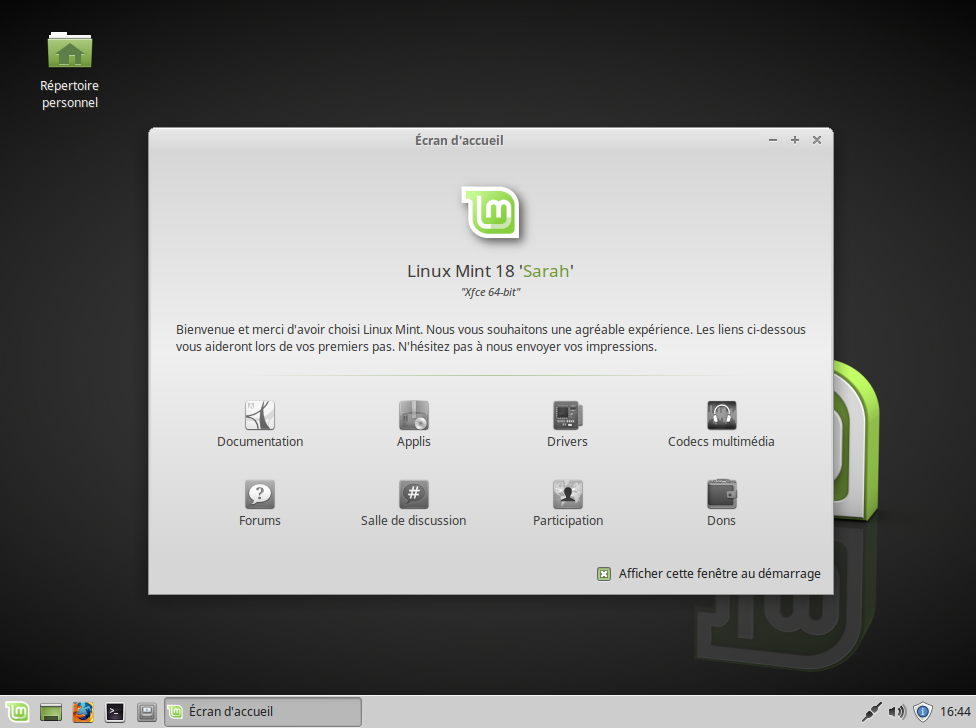 Répertoire
personnel
Écran d'accueil
Linux Mint 18 'Sarah'
"Xfce 64-bit"
Bienvenue et merci d'avoir choisi Linux Mint. Nous vous souhaitons une agréable expérience. Les liens ci-dessous
vous aideront lors de vos premiers pas. N'hésitez pas à nous envoyer vos impressions.
Documentation Applis Drivers Codecs multimédia
Forums Salle de discussion Participation Dons
Afficher cette fenêtre au démarrage
Écran d'accueil 16:44